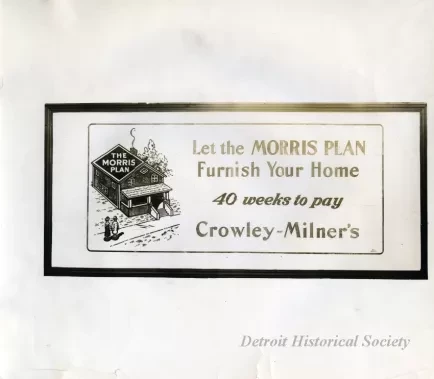 THE
MORRIS
PLAN
Let the MORRIS PLAN
Furnish Your Home
40 weeks to pay
Crowley-Milner's
Detroit Historical Society